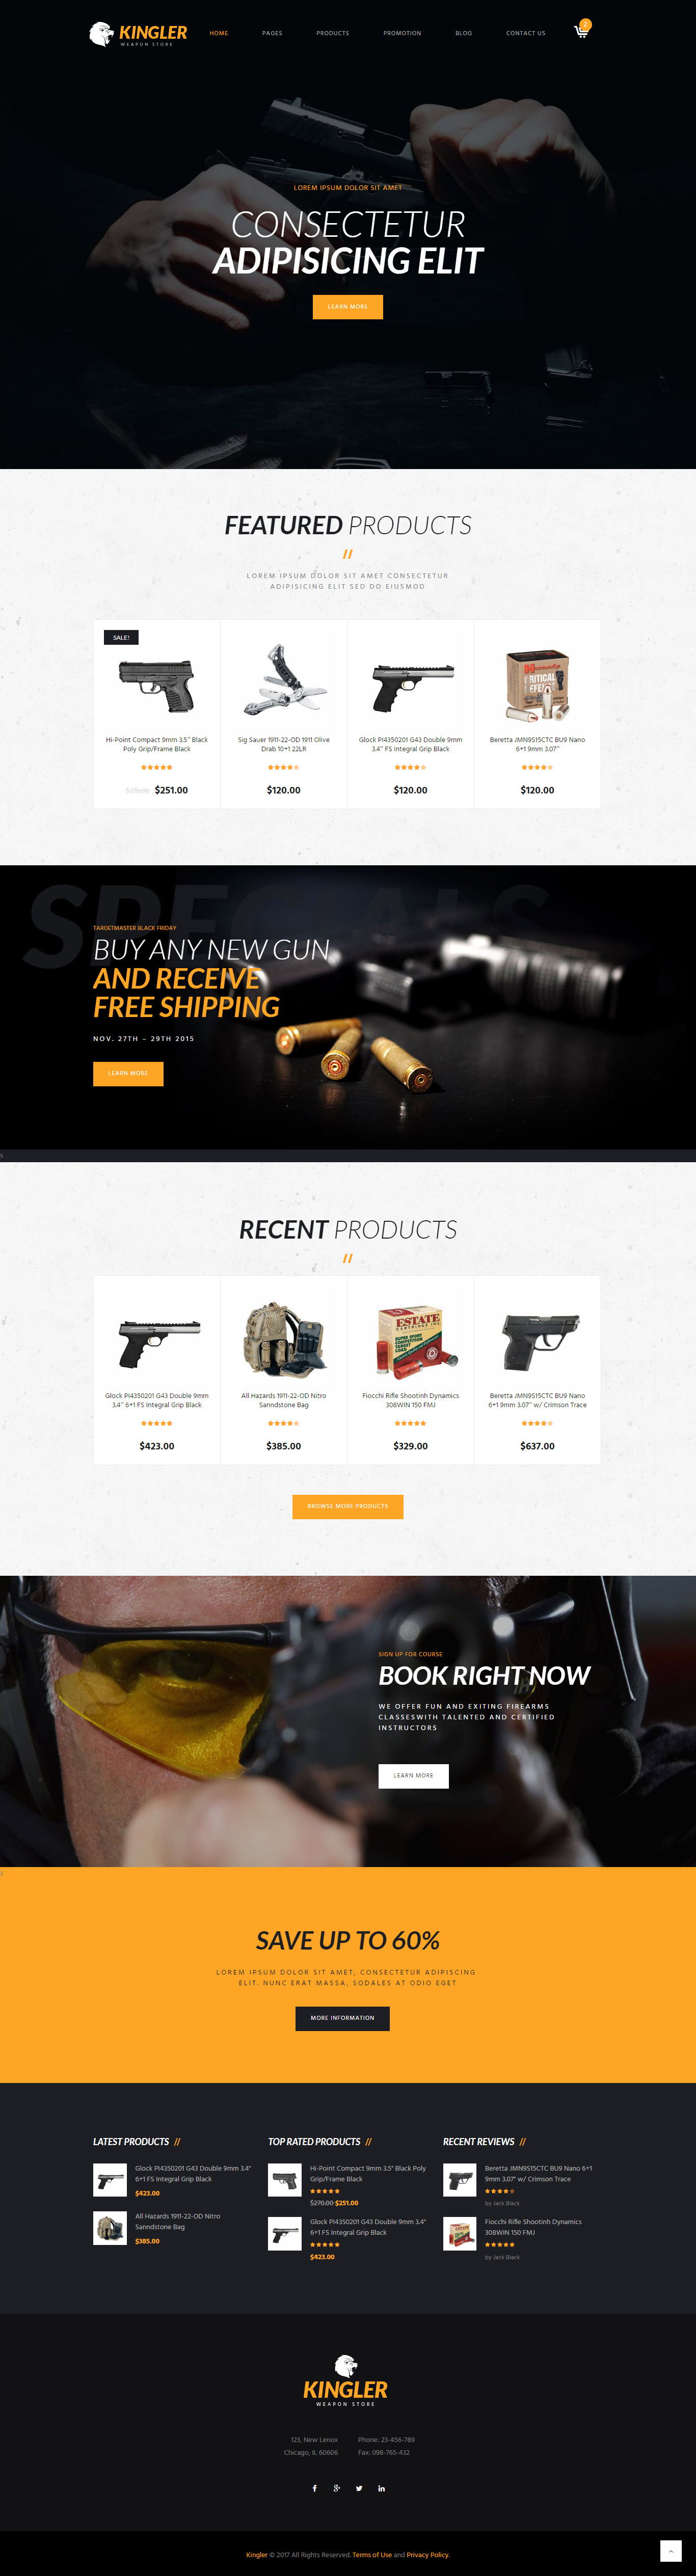 KINGLER
WEAPON STORE
HOME
PAGES
PRODUCTS
PROMOTION
BLOG
CONTACT US
2
LOREM IPSUM DOLOR SIT AMET
CONSECTETUR
ADIPISICING ELIT
LEARN MORE
FEATURED PRODUCTS
//
LOREM IPSUM DOLOR SIT AMET CONSECTETUR
ADIPISICING ELIT SED DO EIUSMOD
SALE!
Hi-Point Compact 9mm 3.5" Black
Poly Grip/Frame Black
$270.00 $251.00
Sig Sauer 1911-22-OD 1911 Olive
Drab 10+1 22LR
$120.00
Glock PI4350201 G43 Double 9mm
3.4" FS Integral Grip Black
$120.00
Hornady
CRITICAL
DEFENSE
Beretta JMN9S15CTC BU9 Nano
6+1 9mm 3.07"
$120.00
SPECIALS
TARGETMASTER BLACK FRIDAY
BUY ANY NEW GUN
AND RECEIVE
FREE SHIPPING
NOV. 27TH – 29TH 2015
LEARN MORE
s
RECENT PRODUCTS
//
Glock PI4350201 G43 Double 9mm
3.4" 6+1 FS Integral Grip Black
$423.00
All Hazards 1911-22-OD Nitro
Sanndstone Bag
$385.00
ESTATE
CARTRIDGE INC
SUPER SPORT
COMPETITION
TARGET
LOAD
Fiocchi Rifle Shootinh Dynamics
308WIN 150 FMJ
$329.00
Beretta JMN9S15CTC BU9 Nano
6+1 9mm 3.07" w/ Crimson Trace
$637.00
BROWSE MORE PRODUCTS
SIGN UP FOR COURSE
BOOK RIGHT NOW
WE OFFER FUN AND EXITING FIREARMS
CLASSESWITH TALENTED AND CERTIFIED
INSTRUCTORS
LEARN MORE
SAVE UP TO 60%
LOREM IPSUM DOLOR SIT AMET, CONSECTETUR ADIPISCING
ELIT. NUNC ERAT MASSA, SODALES AT ODIO EGET
MORE INFORMATION
LATEST PRODUCTS //
Glock PI4350201 G43 Double 9mm 3.4"
6+1 FS Integral Grip Black
$423.00
All Hazards 1911-22-OD Nitro
Sanndstone Bag
$385.00
TOP RATED PRODUCTS //
Hi-Point Compact 9mm 3.5" Black Poly
Grip/Frame Black
$270.00 $251.00
Glock PI4350201 G43 Double 9mm 3.4"
6+1 FS Integral Grip Black
$423.00
RECENT REVIEWS //
Beretta JMN9S15CTC BU9 Nano 6+1
9mm 3.07" w/ Crimson Trace
by Jack Black
Fiocchi Rifle Shootinh Dynamics
308WIN 150 FMJ
by Jack Black
KINGLER
WEAPON STORE
123, New Lenox
Chicago, IL 60606
Phone: 23-456-789
Fax: 098-765-432
Kingler © 2017 All Rights Reserved. Terms of Use and Privacy Policy.